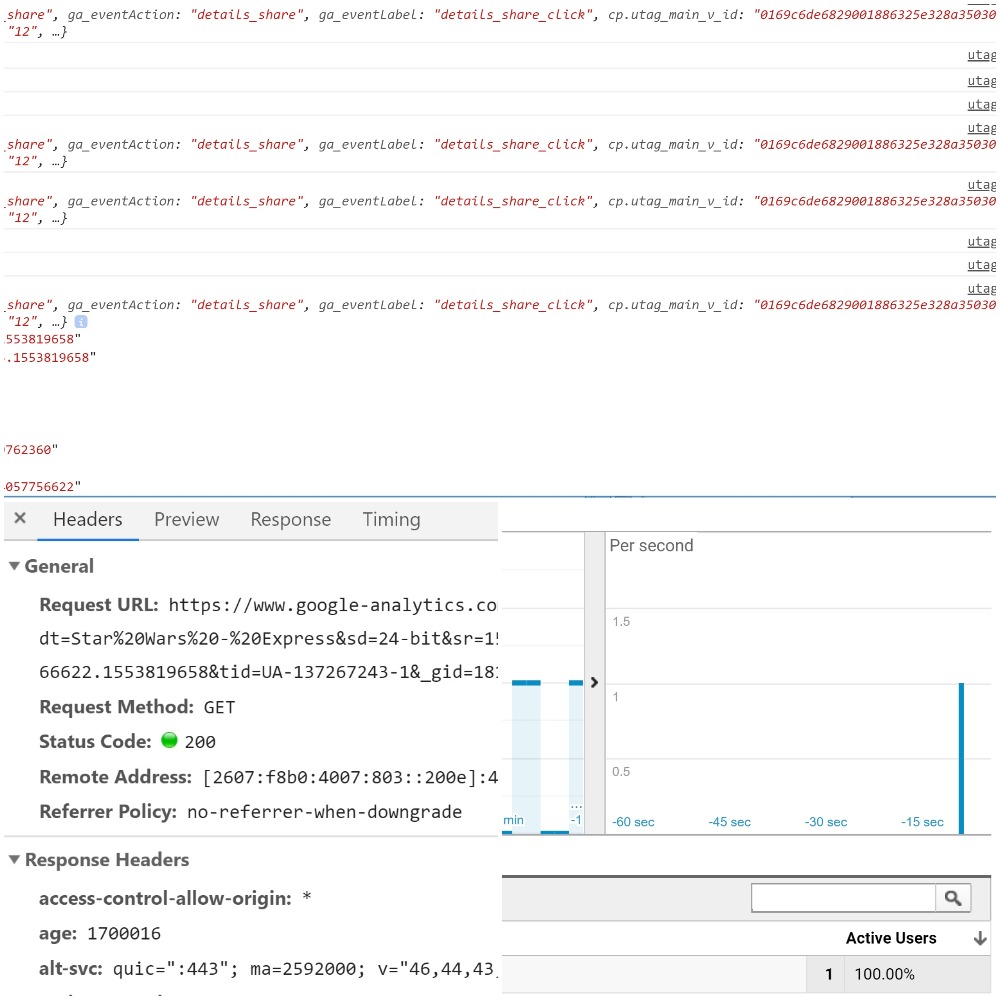 share", ga_eventAction: "details_share", ga_eventLabel: "details_share_click", cp.utag_main_v_id: "0169c6de6829001886325e328a35030
"12", …}
utag
utag
utag
utag
share", ga_eventAction: "details_share", ga_eventLabel: "details_share_click", cp.utag_main_v_id: "0169c6de6829001886325e328a35030
"12", …}
utag
share", ga_eventAction: "details_share", ga_eventLabel: "details_share_click", cp.utag_main_v_id: "0169c6de6829001886325e328a35030
"12", …}
utag
utag
utag
share", ga_eventAction: "details_share", ga_eventLabel: "details_share_click", cp.utag_main_v_id: "0169c6de6829001886325e328a35030
"12", …} i
1553819658"
.1553819658"
762360"
4057756622"
× Headers Preview Response Timing
General
Request URL: https://www.google-analytics.co
dt=Star%20Wars%20-%20Express&sd=24-bit&sr=15
66622.1553819658&tid=UA-137267243-1&_gid=181
Request Method: GET
Status Code: 200
Remote Address: [2607:f8b0:4007:803::200e]:4
Referrer Policy: no-referrer-when-downgrade
Response Headers
access-control-allow-origin: *
age: 1700016
alt-svc: quic=":443"; ma=2592000; v="46,44,43,
Per second
1.5
1
0.5
min
...
-1
-60 sec -45 sec -30 sec -15 sec
Active Users
1 100.00%